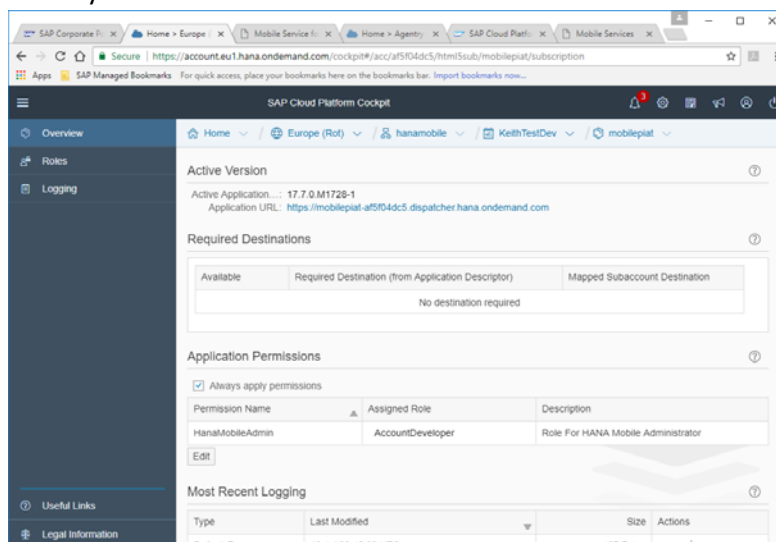 SAP Corporate Po
Home > Europe (
Mobile Service fo
Home > Agentry
SAP Cloud Platfo
Mobile Services
Secure
https://account.eu1.hana.ondemand.com/cockpit#/acc/af5f04dc5/html5sub/mobilepiat/subscription
Apps
SAP Managed Bookmarks
For quick access, place your bookmarks here on the bookmarks bar. Import bookmarks now...
SAP Cloud Platform Cockpit
3
Overview
Roles
Logging
Useful Links
Legal Information
Home / Europe (Rot) / hanamobile / KeithTestDev / mobilepiat
Active Version
Active Application...: 17.7.0.M1728-1
Application URL: https://mobilepiat-af5f04dc5.dispatcher.hana.ondemand.com
Required Destinations
Available Required Destination (from Application Descriptor) Mapped Subaccount Destination
No destination required
Application Permissions
Always apply permissions
Permission Name Assigned Role Description
HanaMobileAdmin AccountDeveloper Role For HANA Mobile Administrator
Edit
Most Recent Logging
Type Last Modified Size Actions